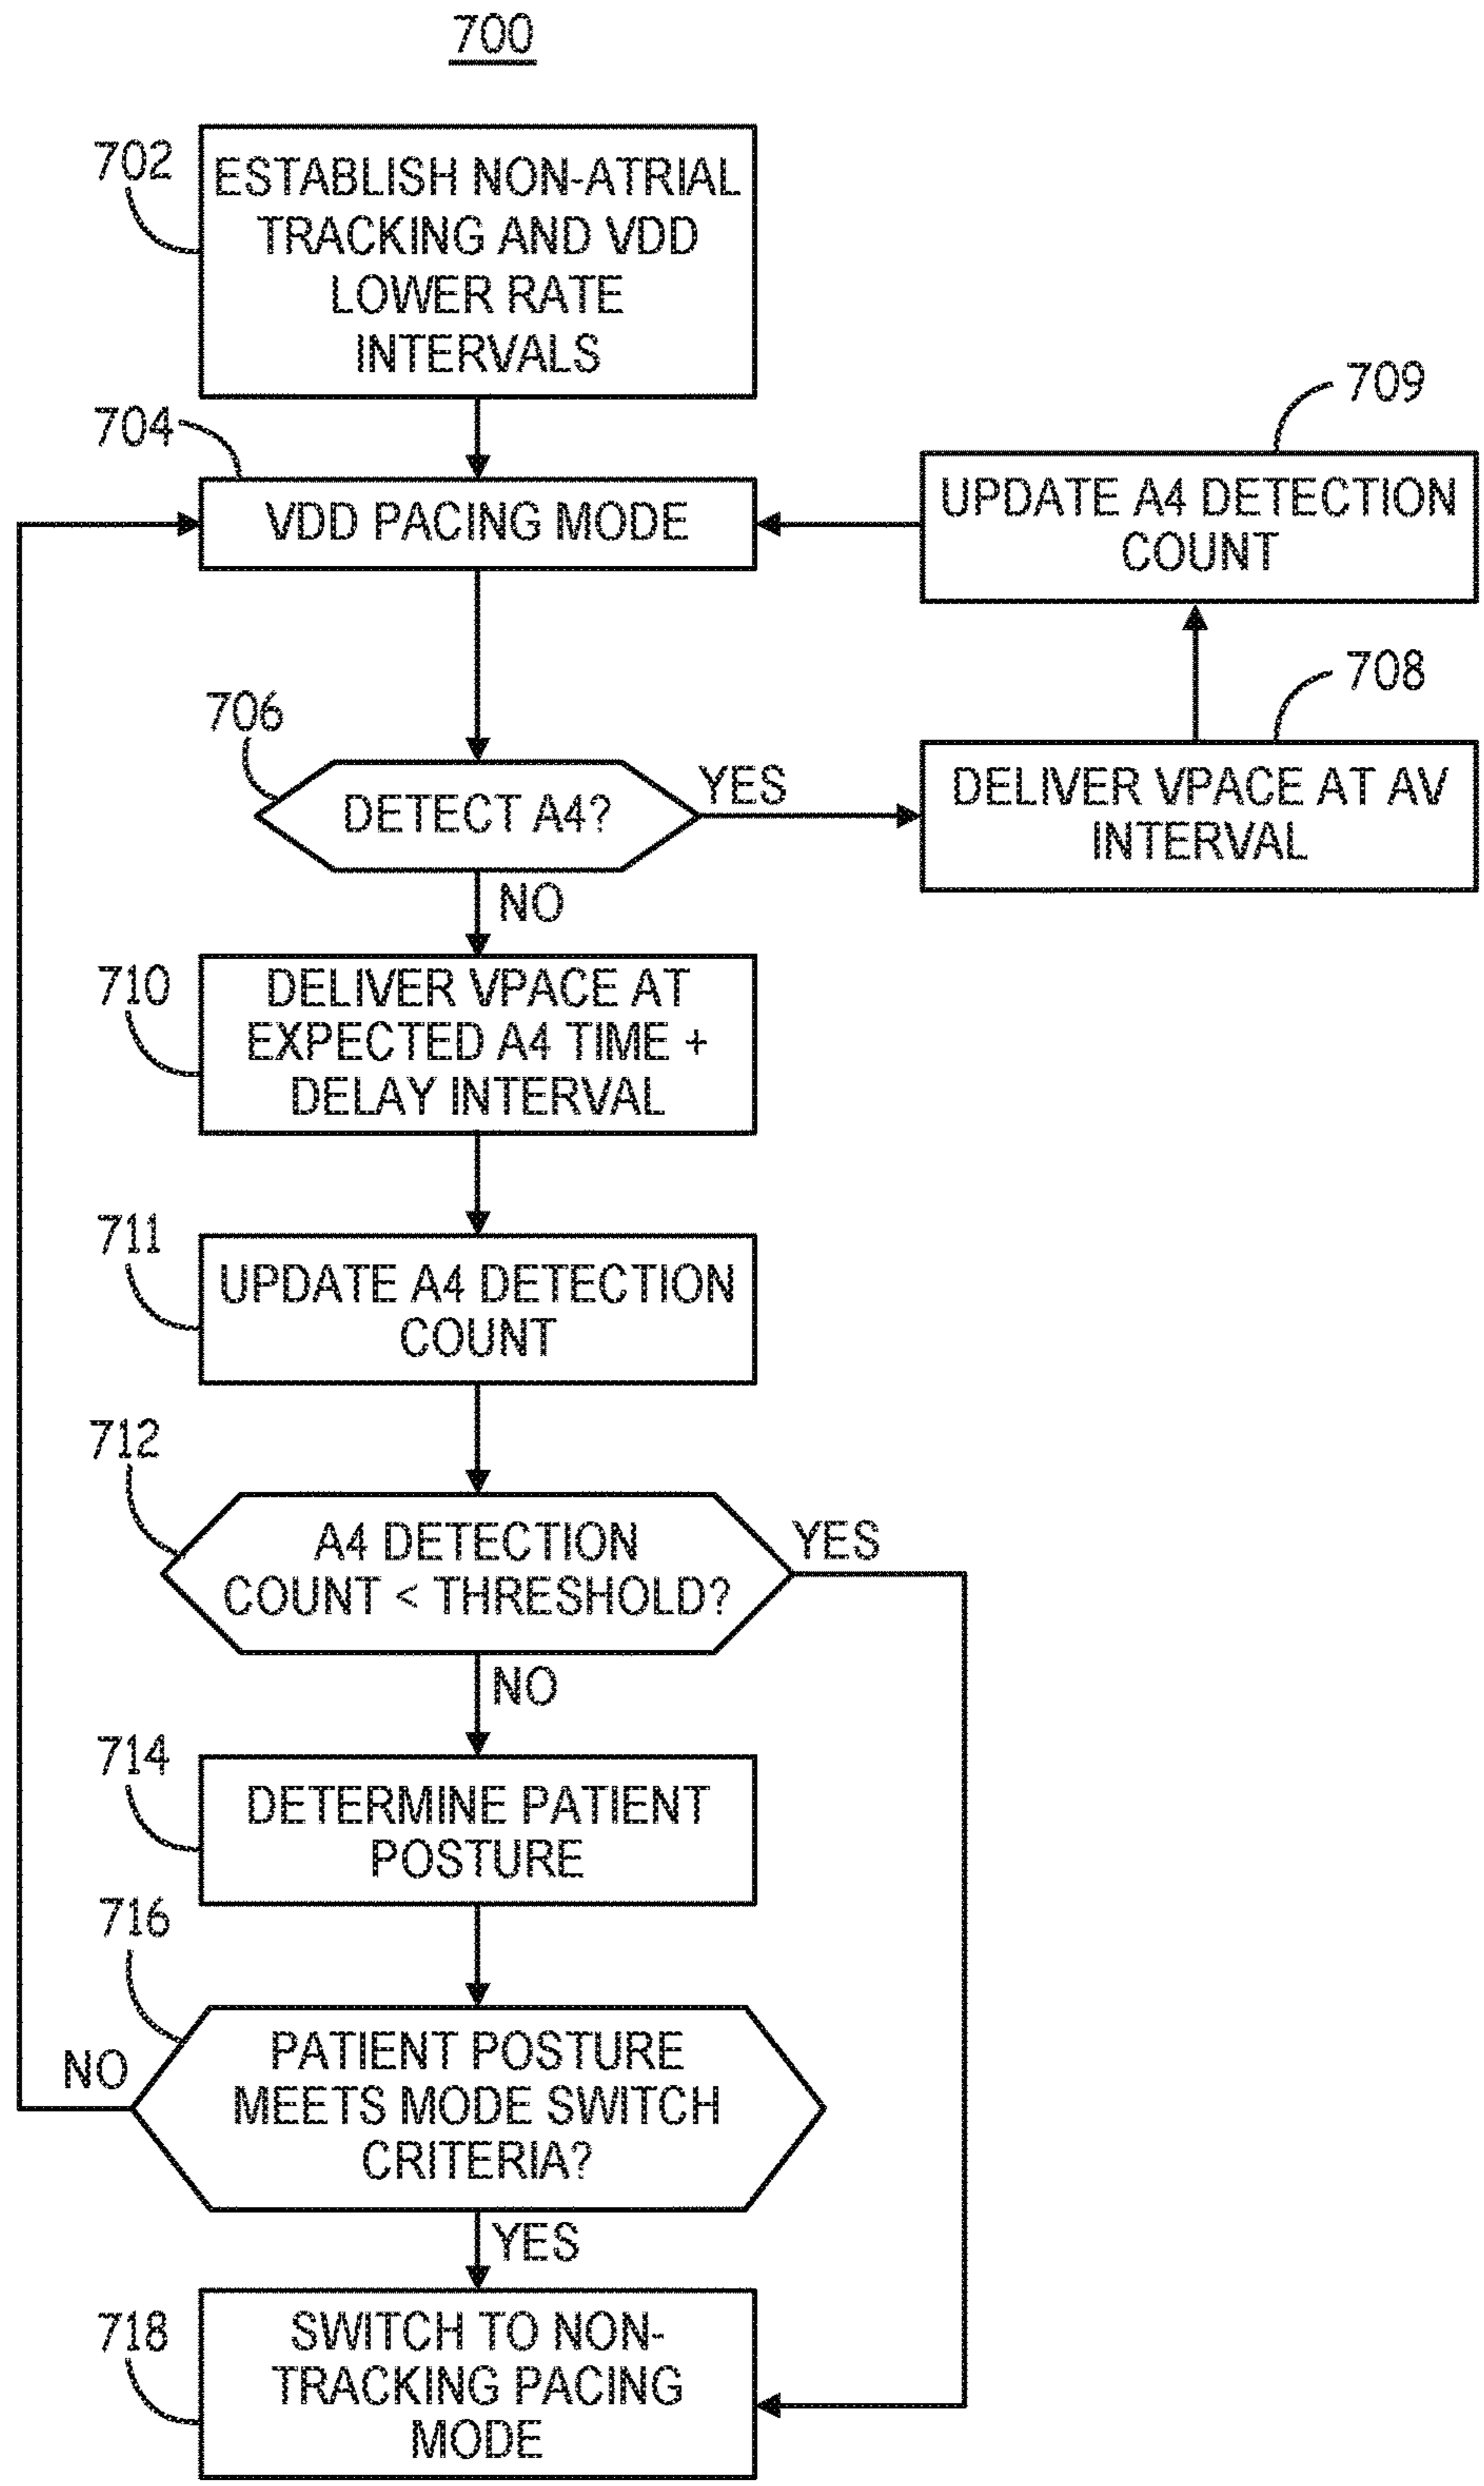 700
702
ESTABLISH NON-ATRIAL
TRACKING AND VDD
LOWER RATE
INTERVALS
704
VDD PACING MODE
709
UPDATE A4 DETECTION
COUNT
708
DELIVER VPACE AT AV
INTERVAL
706
DETECT A4?
YES
NO
710
DELIVER VPACE AT
EXPECTED A4 TIME +
DELAY INTERVAL
711
UPDATE A4 DETECTION
COUNT
712
A4 DETECTION
COUNT < THRESHOLD?
YES
NO
714
DETERMINE PATIENT
POSTURE
716
PATIENT POSTURE
MEETS MODE SWITCH
CRITERIA?
NO
YES
718
SWITCH TO NON-
TRACKING PACING
MODE